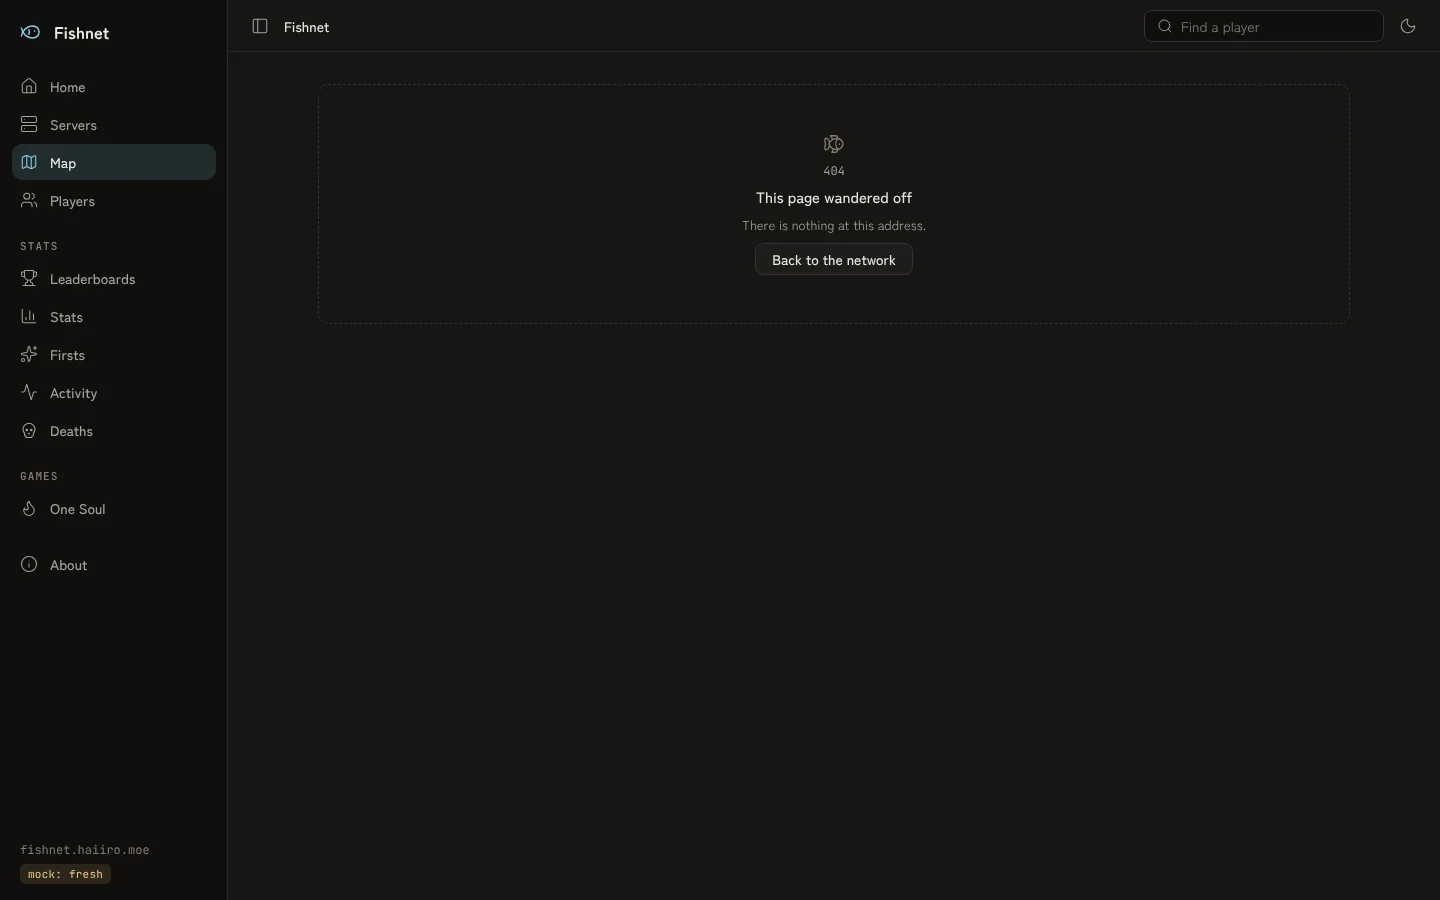 Fishnet
Home
Servers
Map
Players
STATS
Leaderboards
Stats
Firsts
Activity
Deaths
GAMES
One Soul
About
fishnet.haiiro.moe
mock: fresh
Fishnet
Find a player
404
This page wandered off
There is nothing at this address.
Back to the network